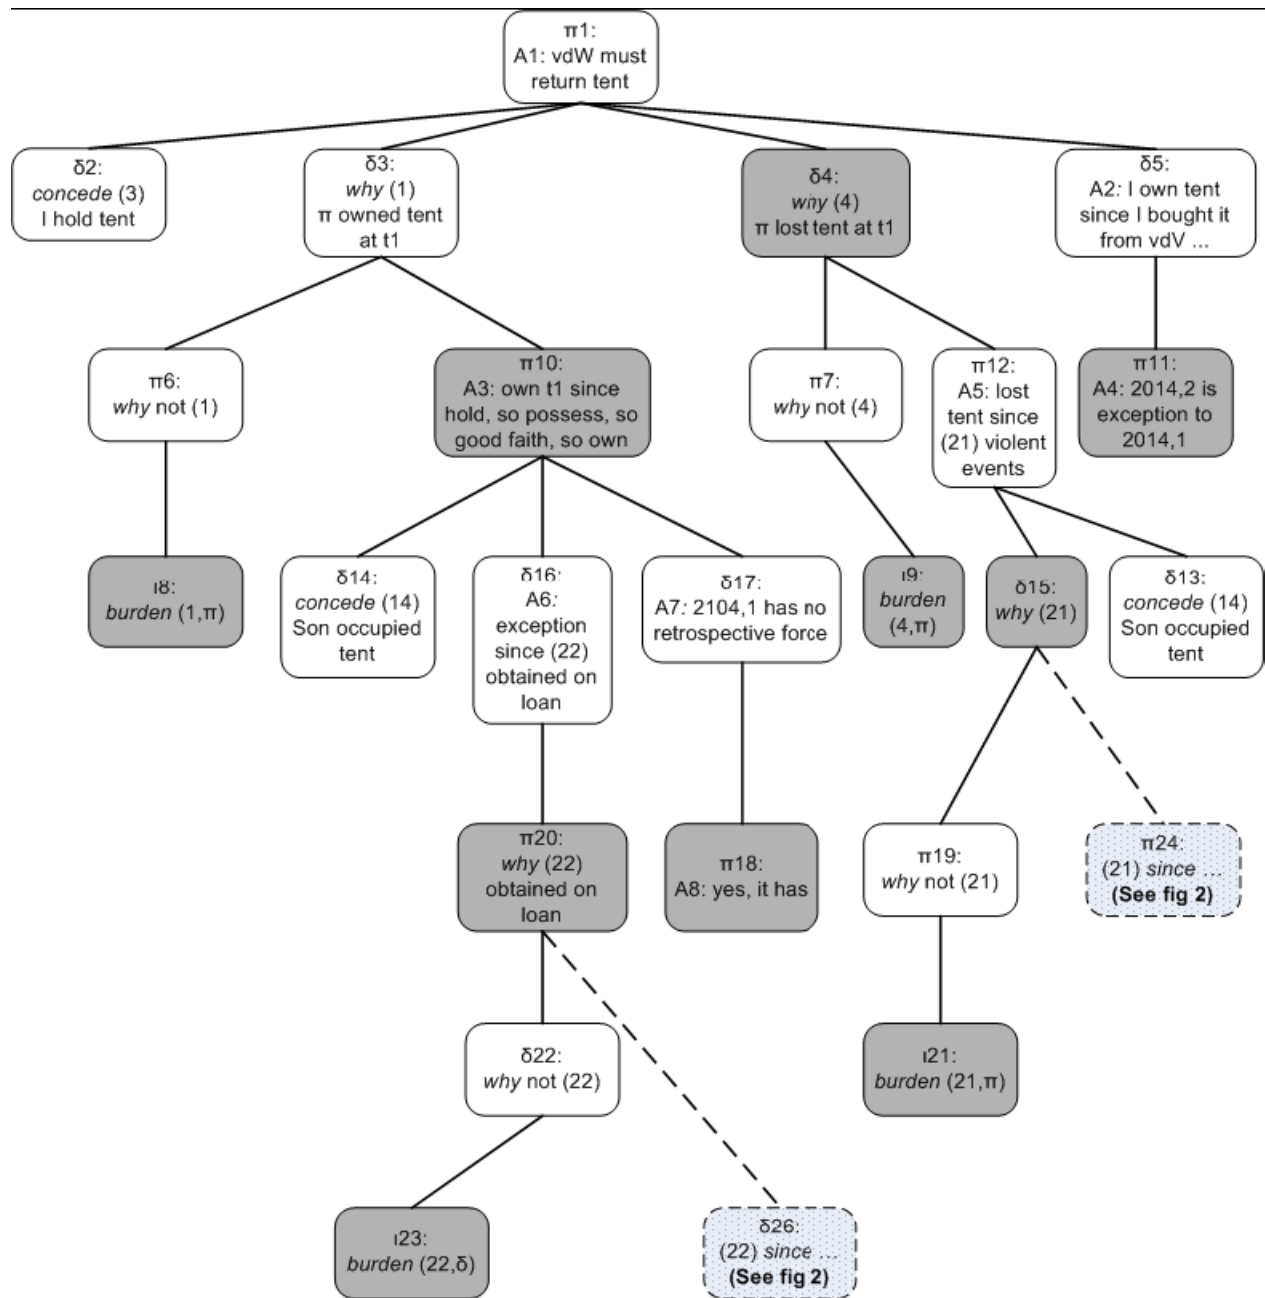 π1:
A1: vdW must
return tent
δ2:
concede (3)
I hold tent
δ3:
why (1)
π owned tent
at t1
δ4:
why (4)
π lost tent at t1
δ5:
A2: I own tent
since I bought it
from vdV ...
π6:
why not (1)
π10:
A3: own t1 since
hold, so possess, so
good faith, so own
π7:
why not (4)
π12:
A5: lost
tent since
(21) violent
events
π11:
A4: 2014,2 is
exception to
2014,1
ι8:
burden (1,π)
δ14:
concede (14)
Son occupied
tent
δ16:
A6:
exception
since (22)
obtained on
loan
δ17:
A7: 2104,1 has no
retrospective force
ι9:
burden
(4,π)
δ15:
why (21)
δ13:
concede (14)
Son occupied
tent
π20:
why (22)
obtained on
loan
π18:
A8: yes, it has
π19:
why not (21)
π24:
(21) since ...
(See fig 2)
δ22:
why not (22)
ι21:
burden (21,π)
ι23:
burden (22,δ)
δ26:
(22) since ...
(See fig 2)